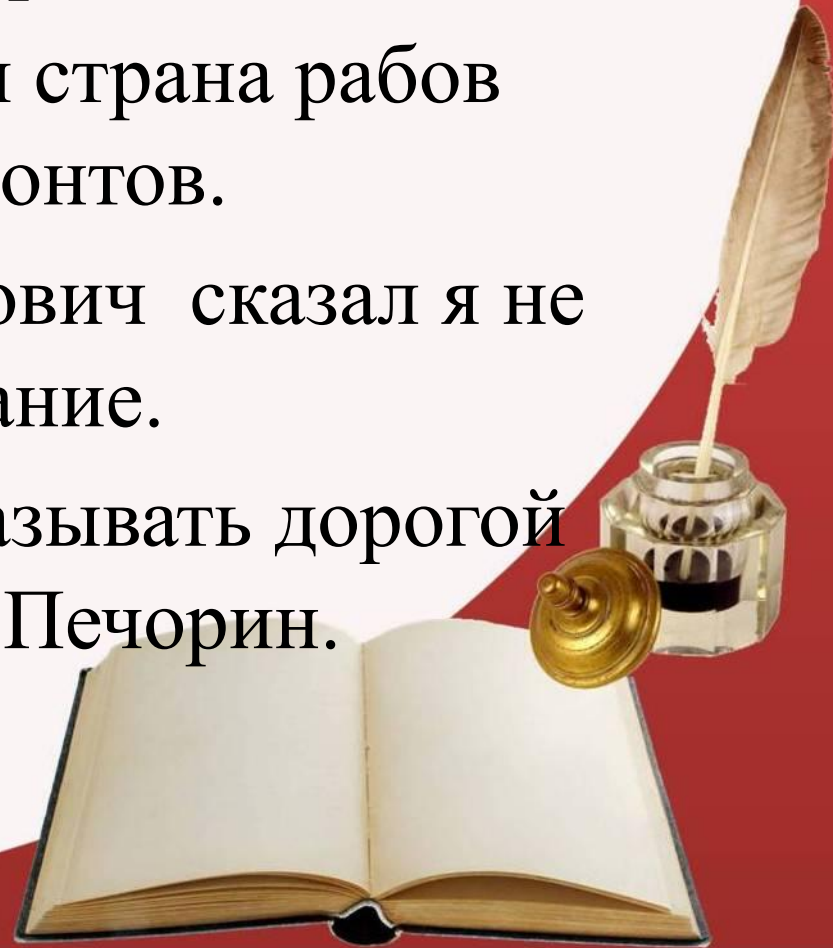 страна рабов
онтов.
ович сказал я не
ание.
азывать дорогой
Печорин.